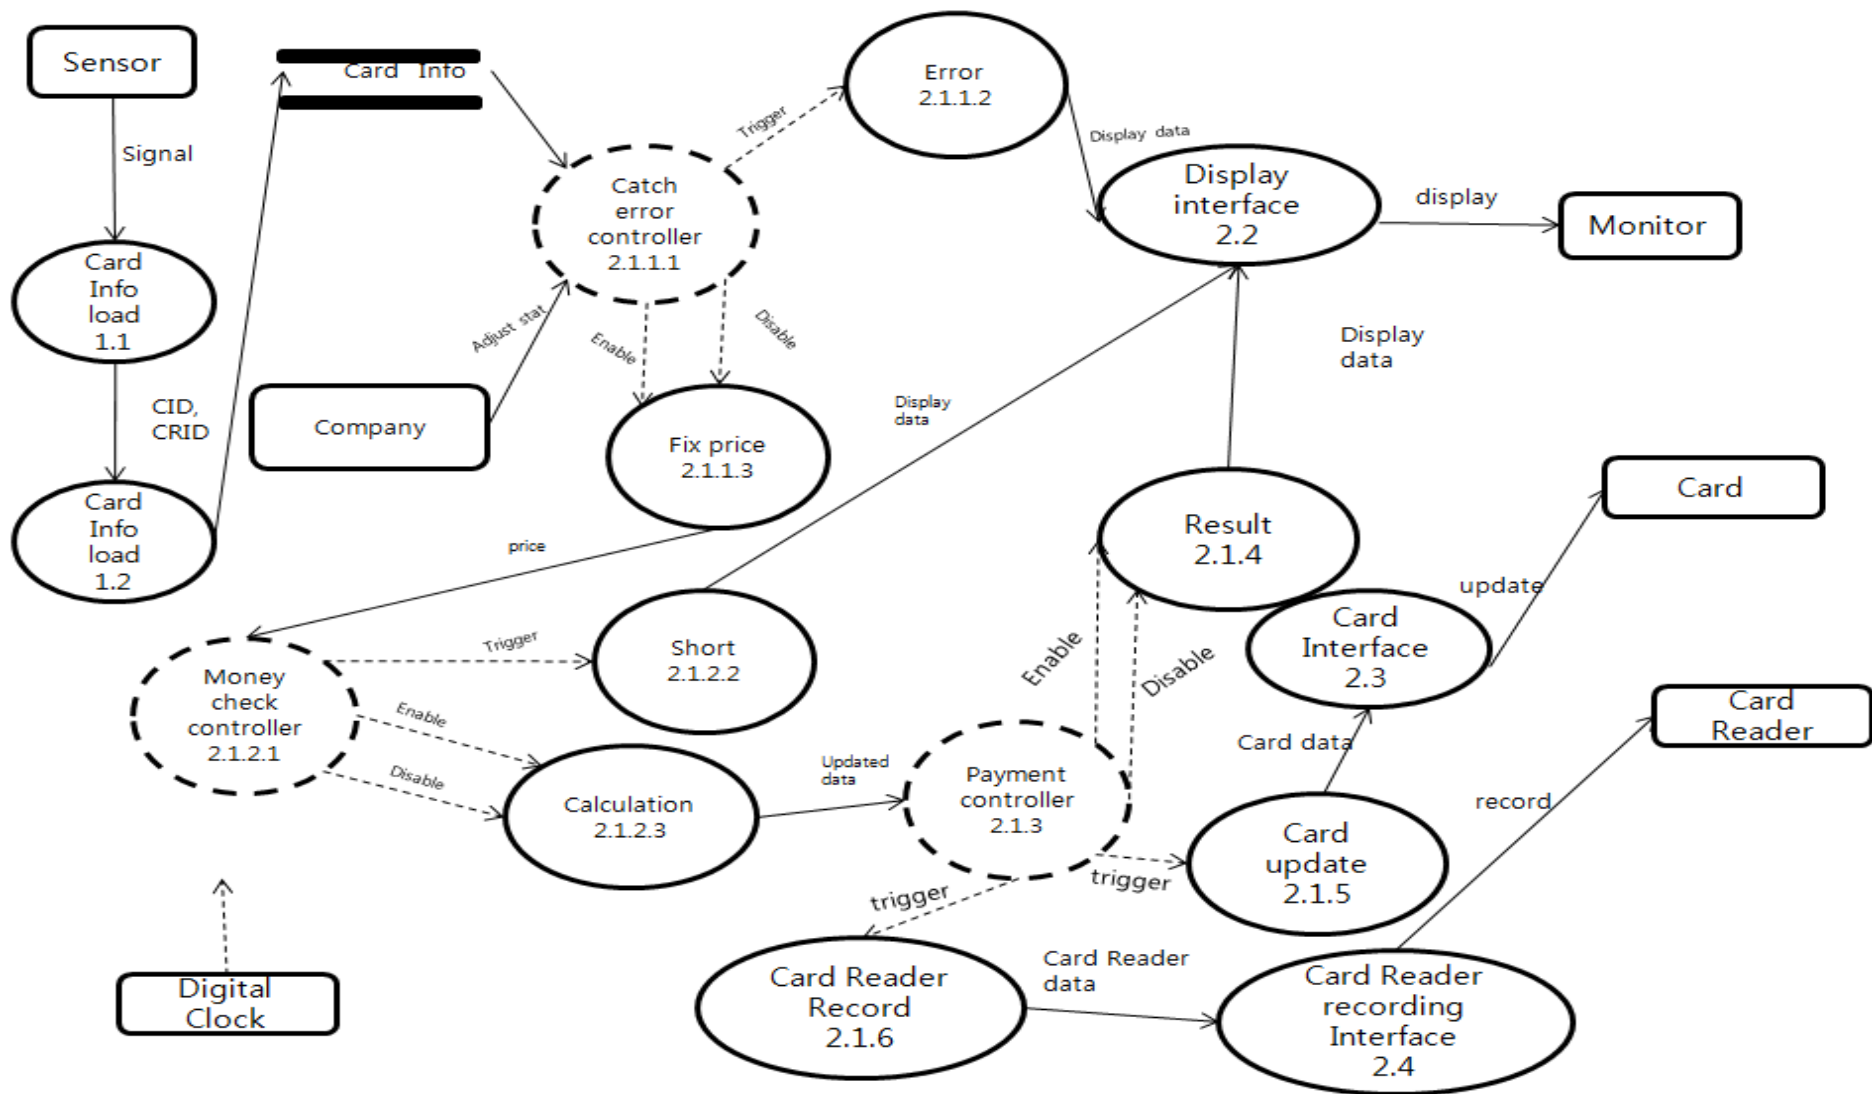 Sensor
Card Info
Error
2.1.1.2
Trigger
Display data
Signal
Catch
error
controller
2.1.1.1
Display
interface
2.2
display
Monitor
Card
Info
load
1.1
Adjust stat
Enable
Disable
Display
data
CID,
CRID
Company
Display
data
Fix price
2.1.1.3
Card
Info
load
1.2
price
Result
2.1.4
Card
update
Trigger
Short
2.1.2.2
Enable
Disable
Card
Interface
2.3
Money
check
controller
2.1.2.1
Enable
Disable
Card
Reader
Card data
Updated
data
Payment
controller
2.1.3
Calculation
2.1.2.3
record
Card
update
2.1.5
trigger
trigger
Digital
Clock
Card Reader
Record
2.1.6
Card Reader
data
Card Reader
recording
Interface
2.4